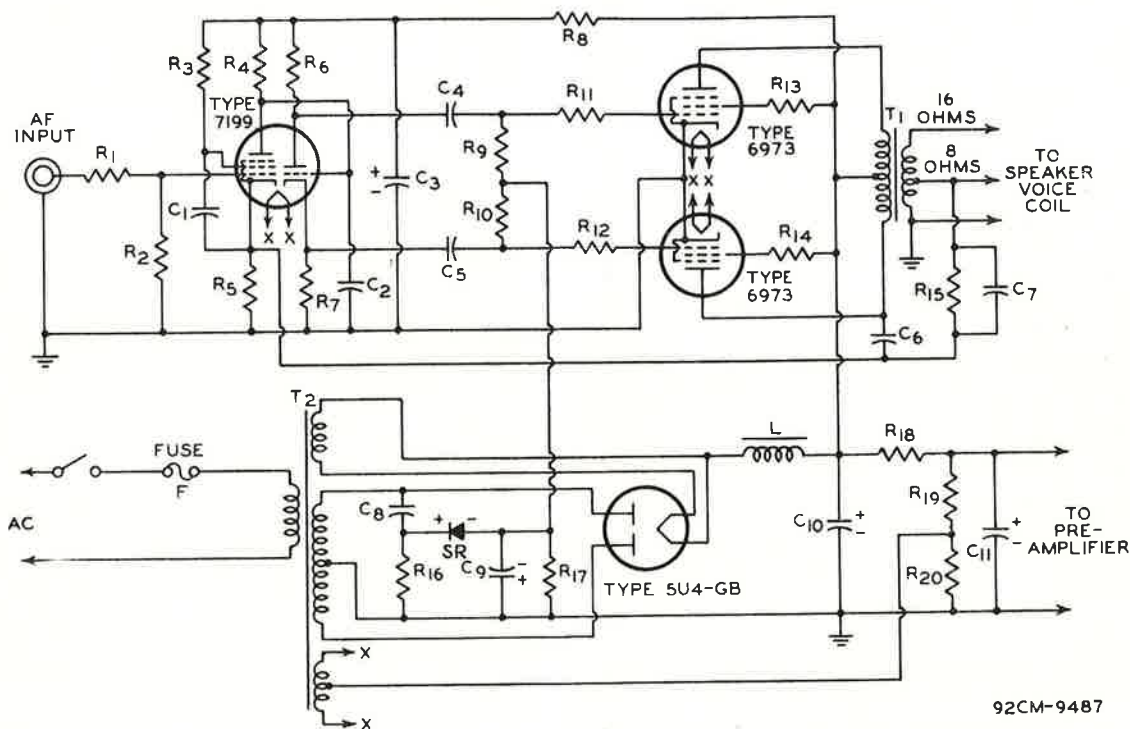 R8
R3
R4
R6
TYPE
7199
C4
R11
R13
T1
16
OHMS
AF
INPUT
R1
TYPE
6973
8
OHMS
R9
C3
+
-
TO
SPEAKER
VOICE
COIL
X X
C1
X X
R10
R2
R12
R14
C5
R5
R7
C2
TYPE
6973
R15
C7
C6
T2
FUSE
F
L
R18
AC
C8
R19
+ -
SR
C10
+
-
C11
+
-
TO
PRE-
AMPLIFIER
R16
C9
-
+
R17
TYPE 5U4-GB
R20
X
X
92CM-9487